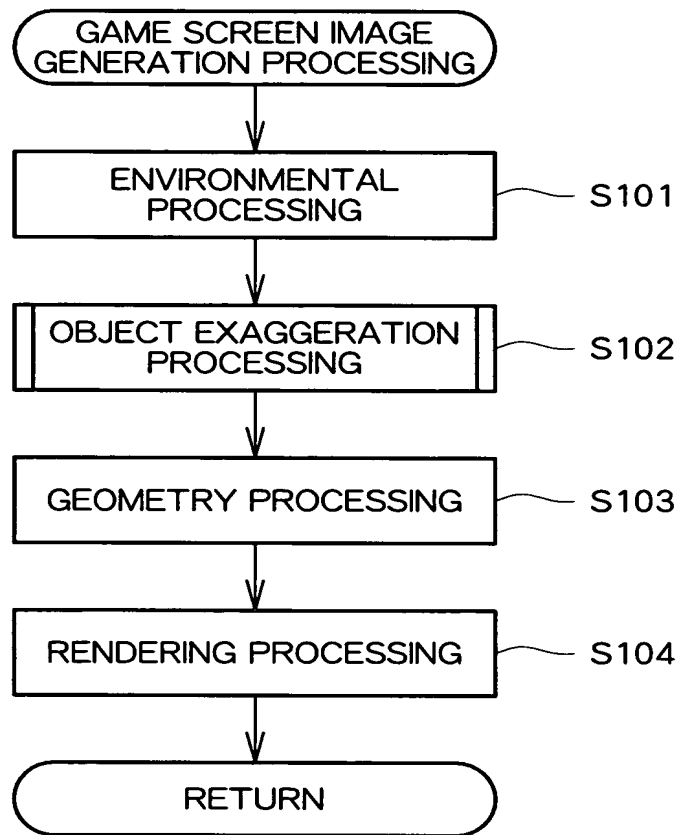 GAME SCREEN IMAGE
GENERATION PROCESSING
ENVIRONMENTAL
PROCESSING
S101
OBJECT EXAGGERATION
PROCESSING
S102
GEOMETRY PROCESSING
S103
RENDERING PROCESSING
S104
RETURN